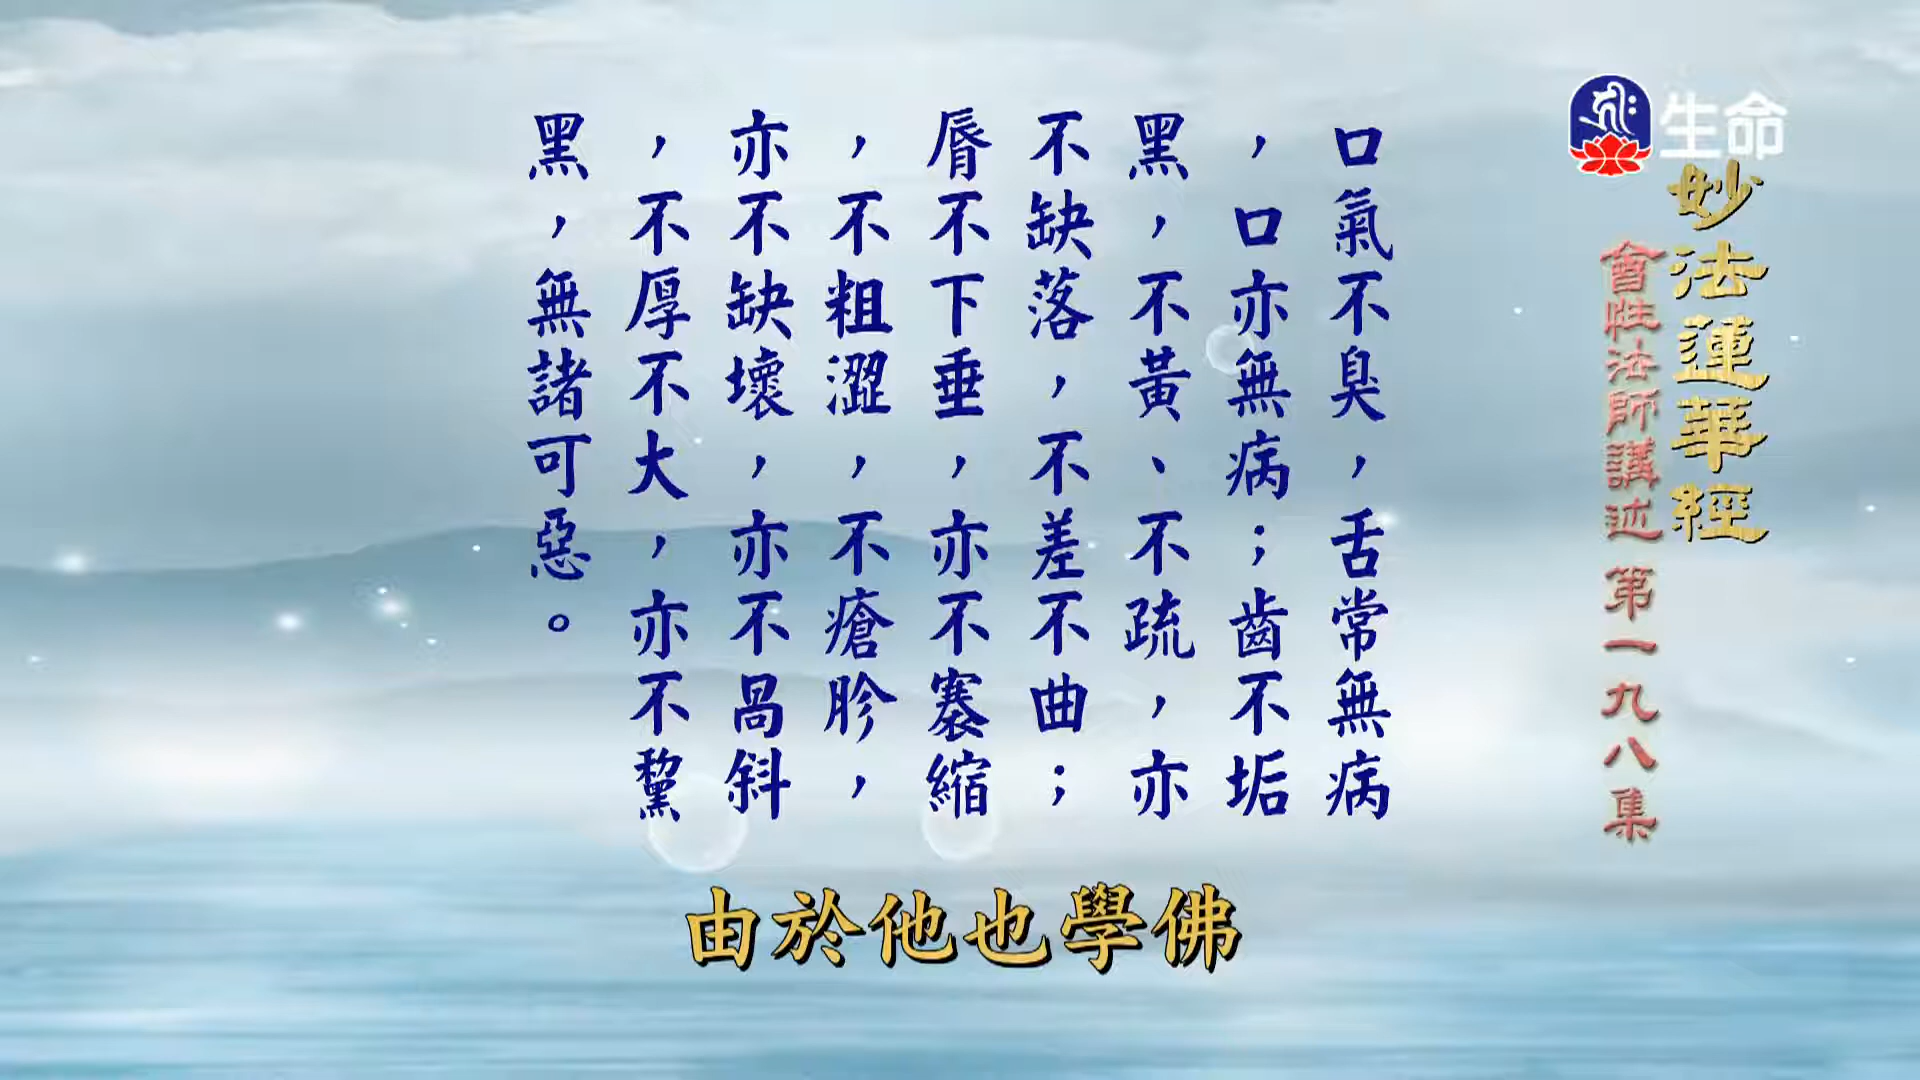 生命
妙法蓮華經
會性法師講述 第一九八集
口氣不臭，舌常無病
，口亦無病；齒不垢
黑，不黃、不疏，亦
不缺落，不差不曲；
脣不下垂，亦不褰縮
，不粗澀，不瘡胗，
亦不缺壞，亦不咼斜
，不厚不大，亦不黧
黑，無諸可惡。
由於他也學佛